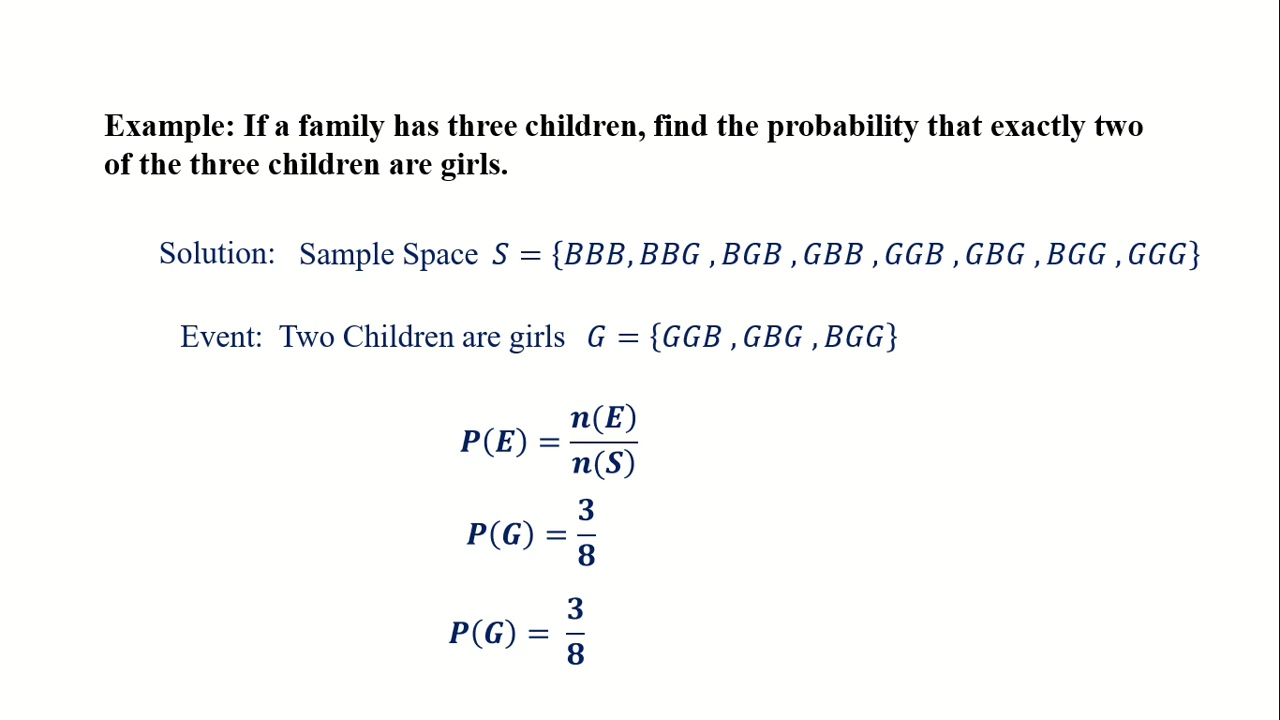 Example: If a family has three children, find the probability that exactly two
of the three children are girls.
Solution: Sample Space S = {BBB, BBG , BGB , GBB , GGB , GBG , BGG , GGG}
Event: Two Children are girls G = {GGB , GBG , BGG}
P(E) = n(E)/n(S)
P(G) = 3/8
P(G) = 3/8